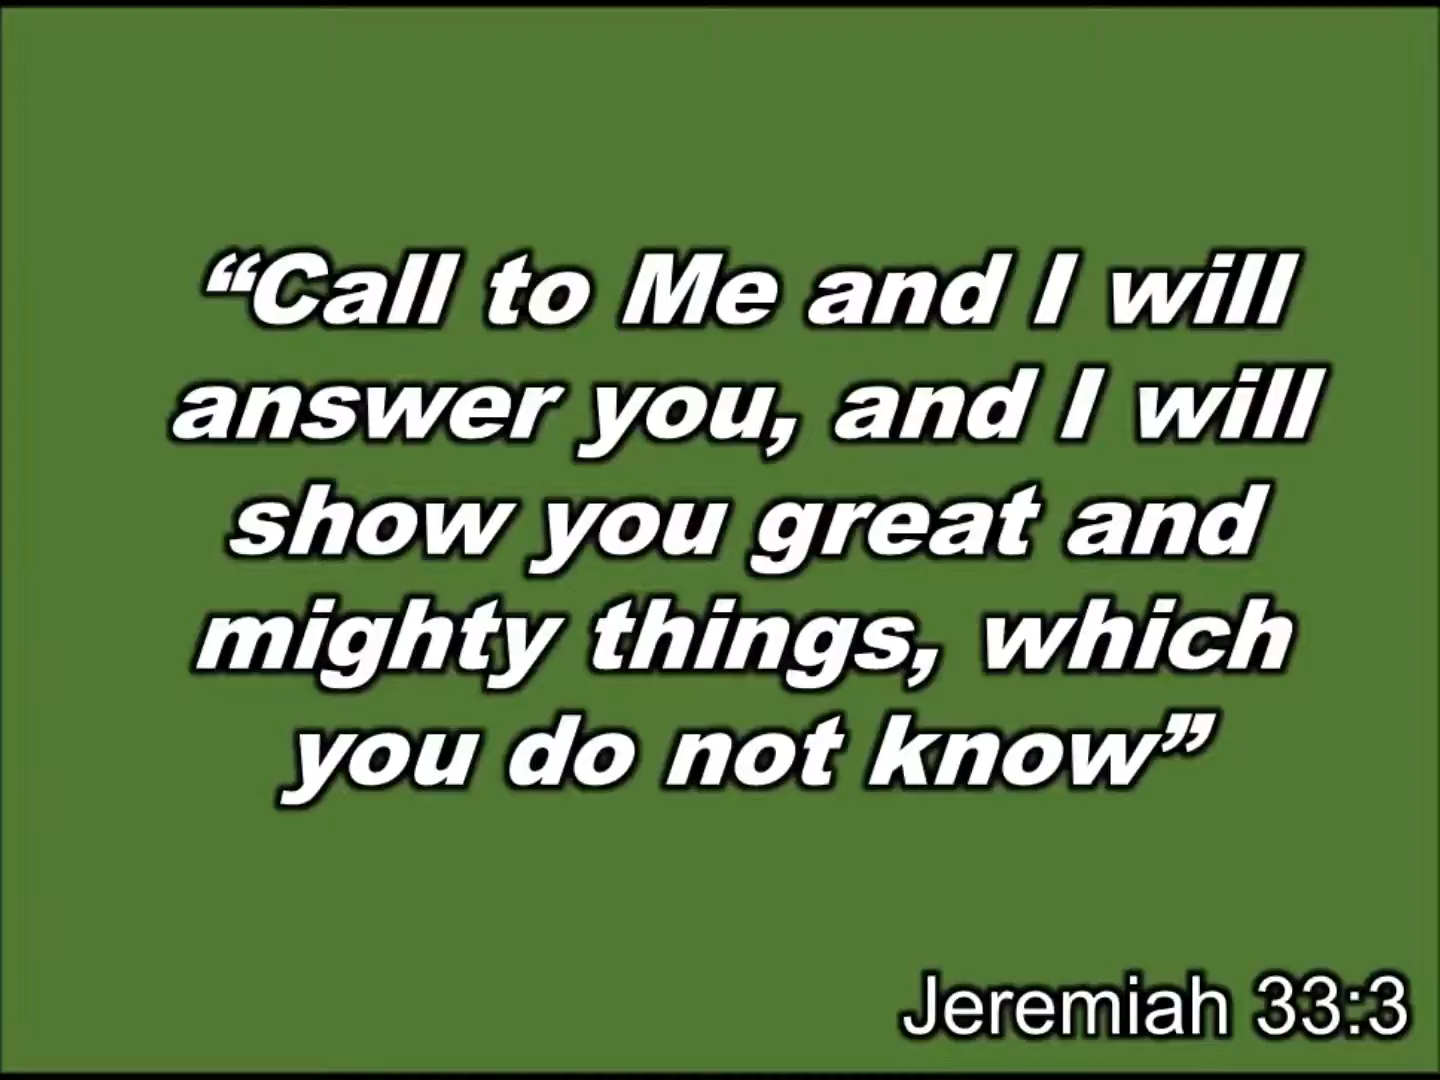 “Call to Me and I will
answer you, and I will
show you great and
mighty things, which
you do not know”
Jeremiah 33:3